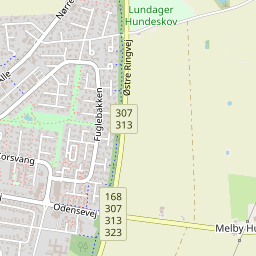 Nørre
Lundager
Hundeskov
Østre Ringvej
Alle
Fuglebakken
307
313
orsvang
168
307
313
323
Odensevej
Melby Hu